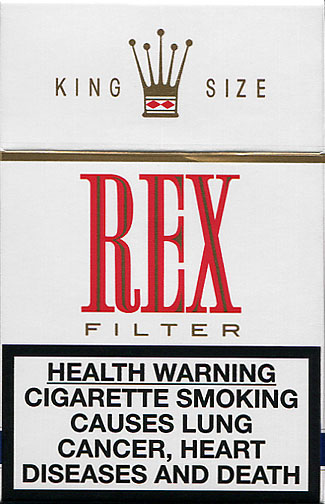 KING SIZE
REX
FILTER
HEALTH WARNING
CIGARETTE SMOKING
CAUSES LUNG
CANCER, HEART
DISEASES AND DEATH